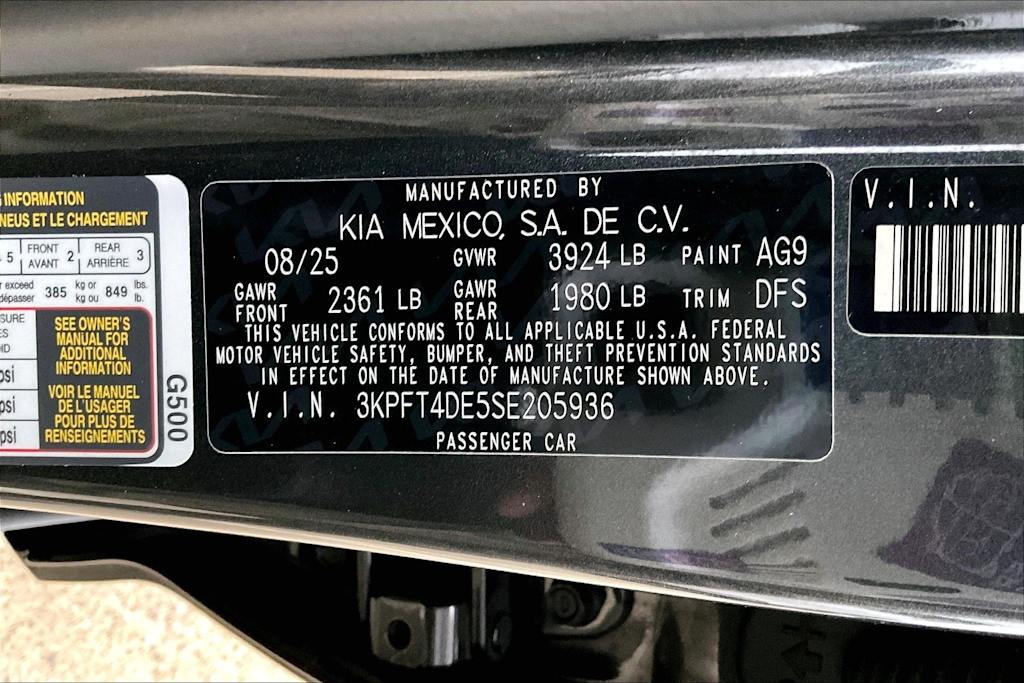 INFORMATION
NEUS ET LE CHARGEMENT
5 FRONT AVANT 2 REAR ARRIÈRE 3
exceed
dépasser 385 kg or kg ou 849 lbs. lb.
SEE OWNER'S
MANUAL FOR
ADDITIONAL
INFORMATION
VOIR LE MANUEL
DE L'USAGER
POUR PLUS DE
RENSEIGNEMENTS
psi
psi
G500
MANUFACTURED BY
KIA MEXICO, S.A. DE C.V.
08/25 GVWR 3924 LB PAINT AG9
GAWR FRONT 2361 LB GAWR REAR 1980 LB TRIM DFS
THIS VEHICLE CONFORMS TO ALL APPLICABLE U.S.A. FEDERAL
MOTOR VEHICLE SAFETY, BUMPER, AND THEFT PREVENTION STANDARDS
IN EFFECT ON THE DATE OF MANUFACTURE SHOWN ABOVE.
V.I.N. 3KPFT4DE5SE205936
PASSENGER CAR
V.I.N.